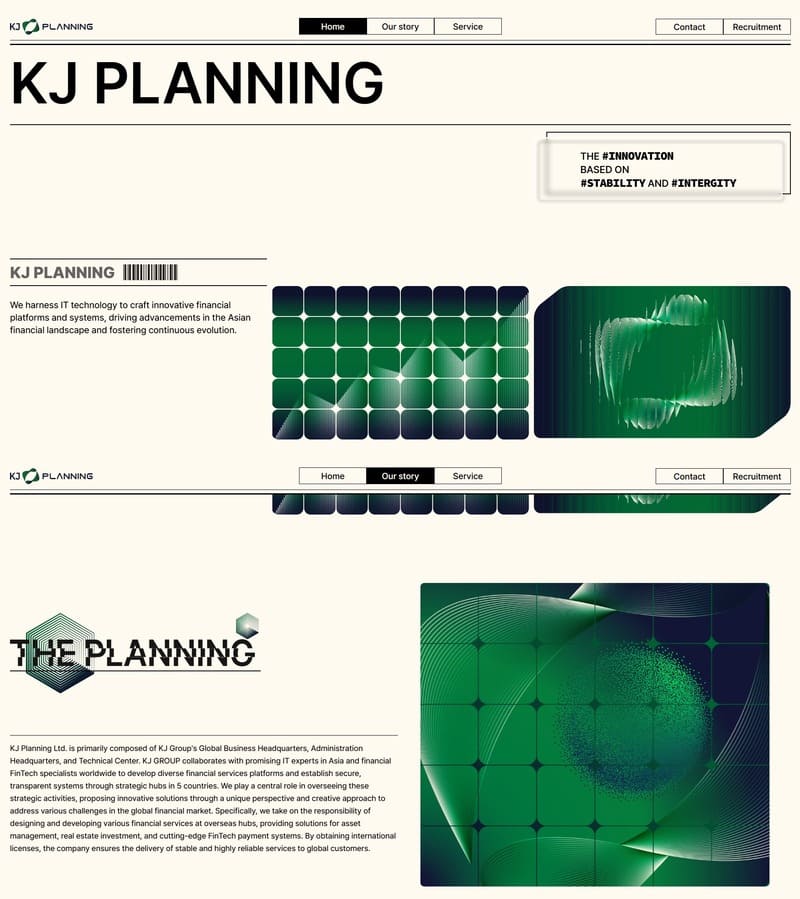 KJ PLANNING
Home Our story Service
Contact Recruitment
KJ PLANNING
THE #INNOVATION
BASED ON
#STABILITY AND #INTERGITY
KJ PLANNING
We harness IT technology to craft innovative financial
platforms and systems, driving advancements in the Asian
financial landscape and fostering continuous evolution.
KJ PLANNING
Home Our story Service
Contact Recruitment
THE PLANNING
KJ Planning Ltd. is primarily composed of KJ Group's Global Business Headquarters, Administration
Headquarters, and Technical Center. KJ GROUP collaborates with promising IT experts in Asia and financial
FinTech specialists worldwide to develop diverse financial services platforms and establish secure,
transparent systems through strategic hubs in 5 countries. We play a central role in overseeing these
strategic activities, proposing innovative solutions through a unique perspective and creative approach to
address various challenges in the global financial market. Specifically, we take on the responsibility of
designing and developing various financial services at overseas hubs, providing solutions for asset
management, real estate investment, and cutting-edge FinTech payment systems. By obtaining international
licenses, the company ensures the delivery of stable and highly reliable services to global customers.